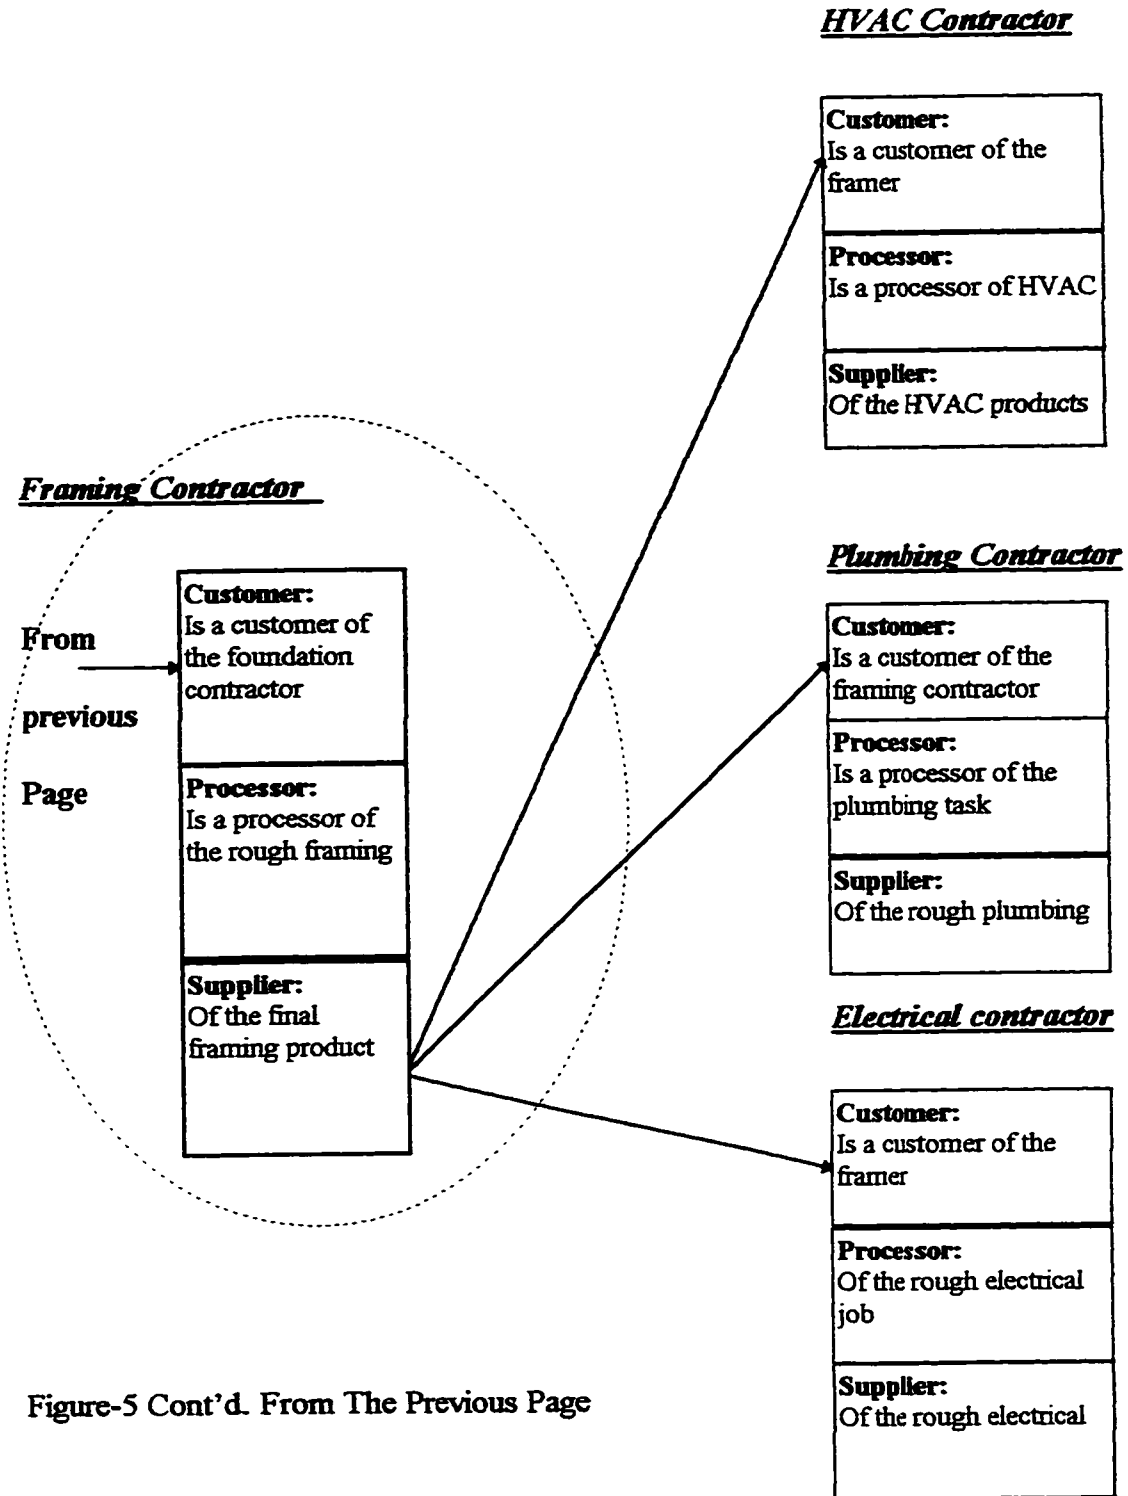 HVAC Contractor
Customer:
Is a customer of the
framer
Processor:
Is a processor of HVAC
Supplier:
Of the HVAC products
Framing Contractor
From
previous
Page
Customer:
Is a customer of
the foundation
contractor
Processor:
Is a processor of
the rough framing
Supplier:
Of the final
framing product
Plumbing Contractor
Customer:
Is a customer of the
framing contractor
Processor:
Is a processor of the
plumbing task
Supplier:
Of the rough plumbing
Electrical contractor
Customer:
Is a customer of the
framer
Processor:
Of the rough electrical
job
Supplier:
Of the rough electrical
Figure-5 Cont'd. From The Previous Page